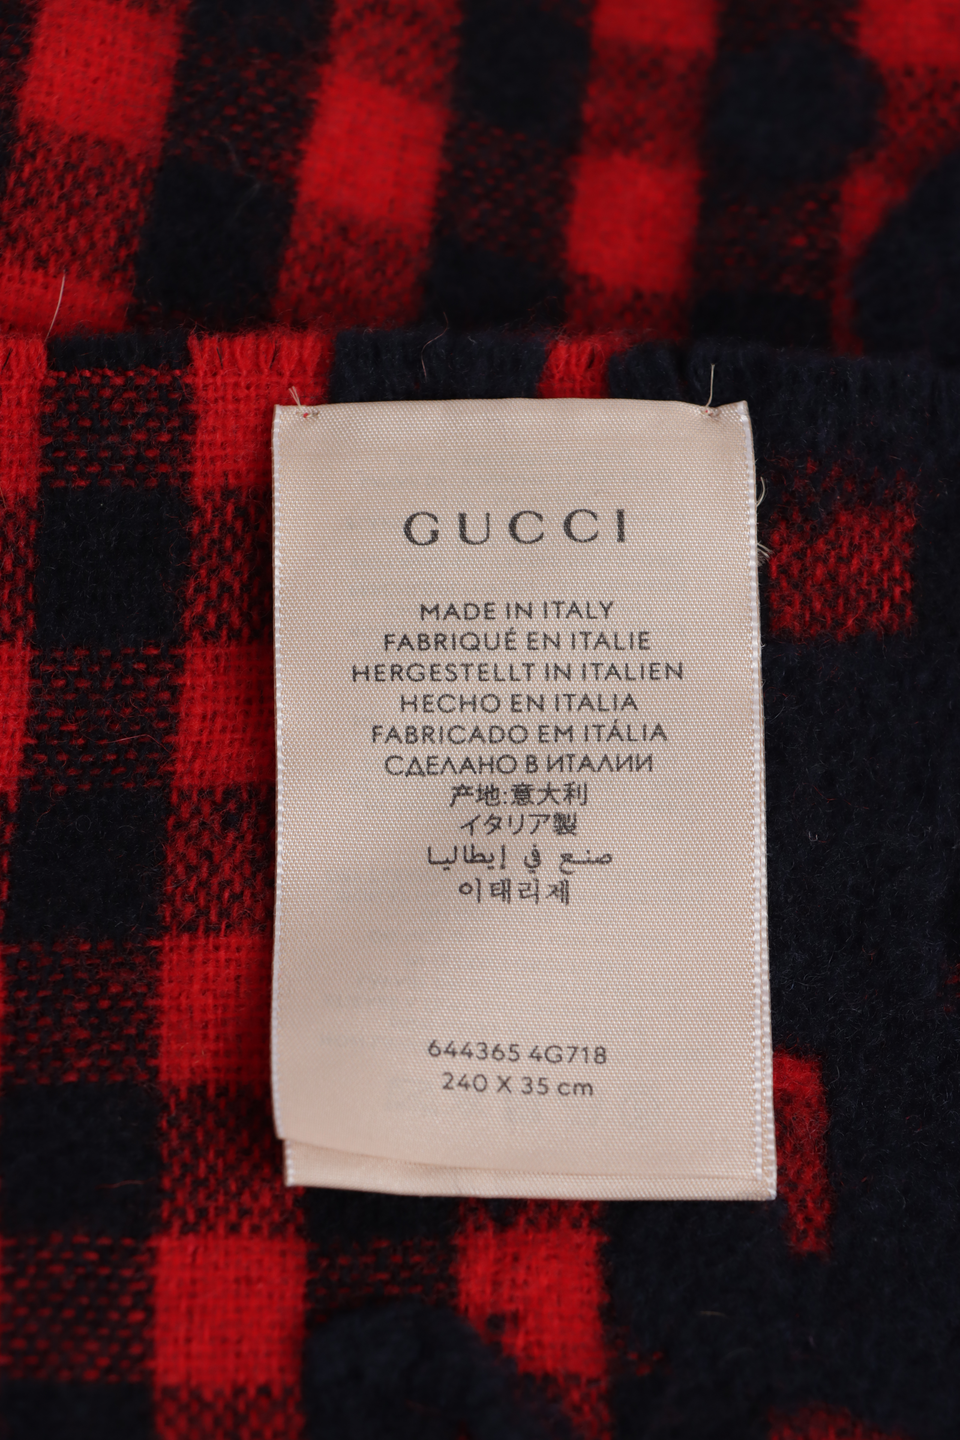 GUCCI
MADE IN ITALY
FABRIQUÉ EN ITALIE
HERGESTELLT IN ITALIEN
HECHO EN ITALIA
FABRICADO EM ITÁLIA
СДЕЛАНО В ИТАЛИИ
产地:意大利
イタリア製
صنع في إيطاليا
이태리제
644365 4G718
240 X 35 cm